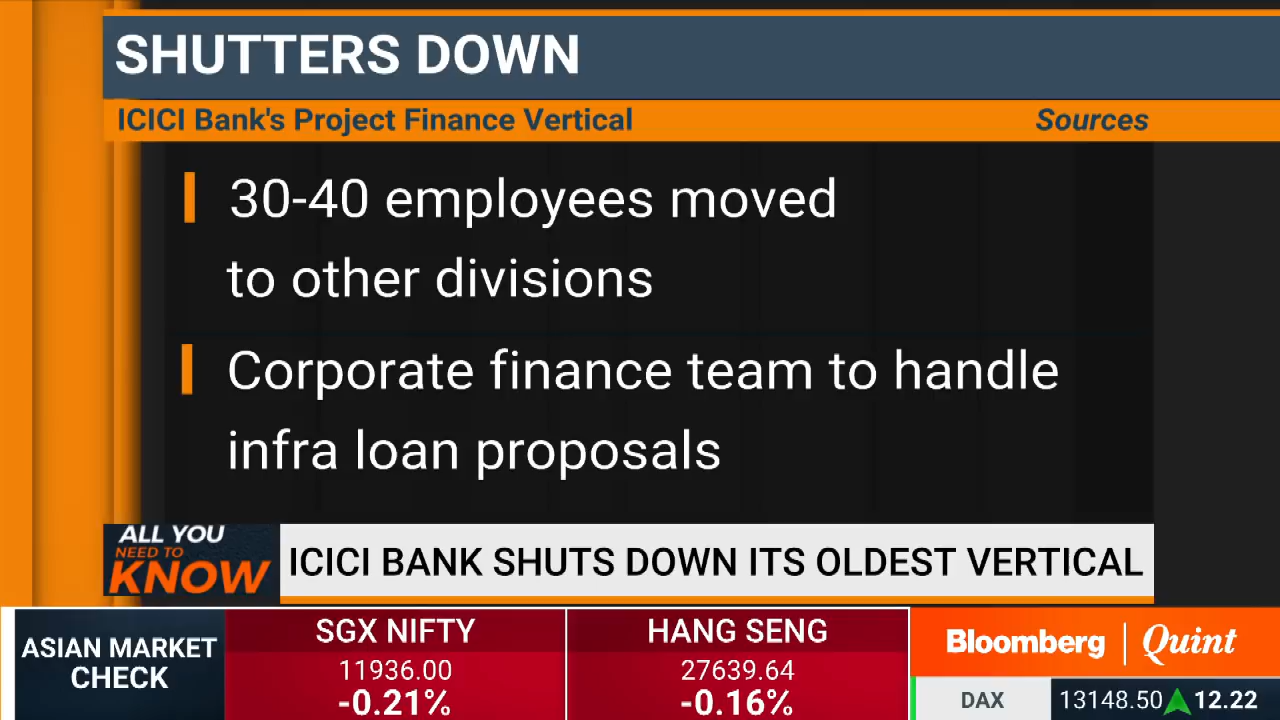 SHUTTERS DOWN
ICICI Bank's Project Finance Vertical
Sources
30-40 employees moved
to other divisions
Corporate finance team to handle
infra loan proposals
ALL YOU
NEED TO
KNOW
ICICI BANK SHUTS DOWN ITS OLDEST VERTICAL
ASIAN MARKET
CHECK
SGX NIFTY
11936.00
-0.21%
HANG SENG
27639.64
-0.16%
Bloomberg | Quint
DAX
13148.50 ▲ 12.22